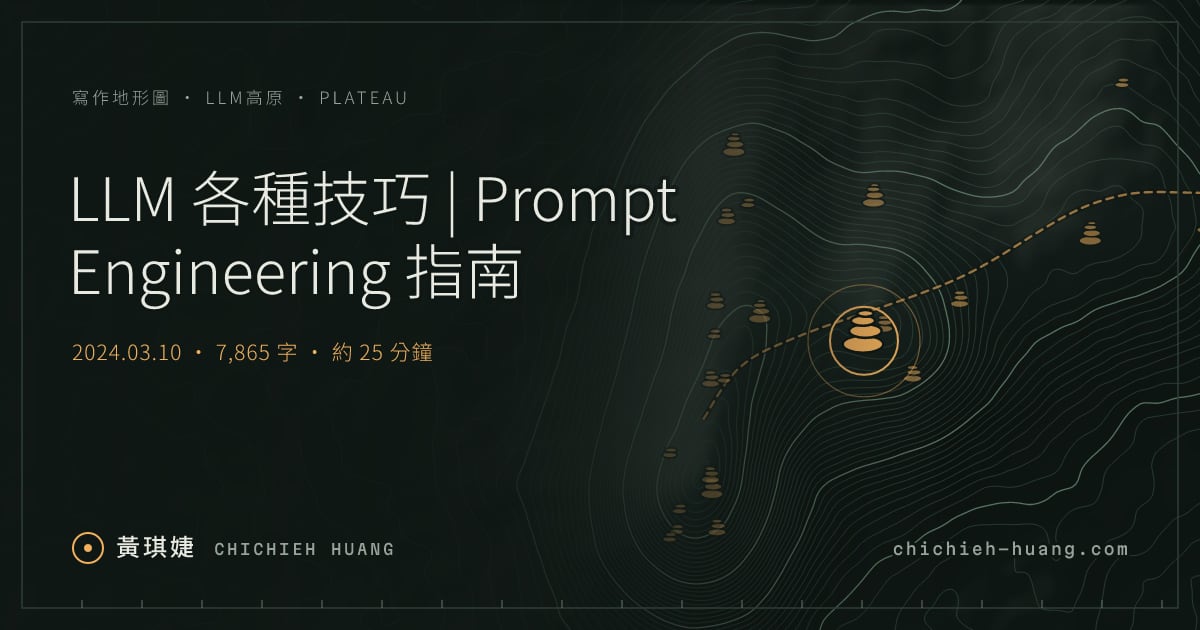 寫作地形圖 · LLM高原 · PLATEAU
LLM 各種技巧 | Prompt
Engineering 指南
2024.03.10 · 7,865 字 · 約 25 分鐘
黃琪婕 CHICHIEH HUANG
chichieh-huang.com